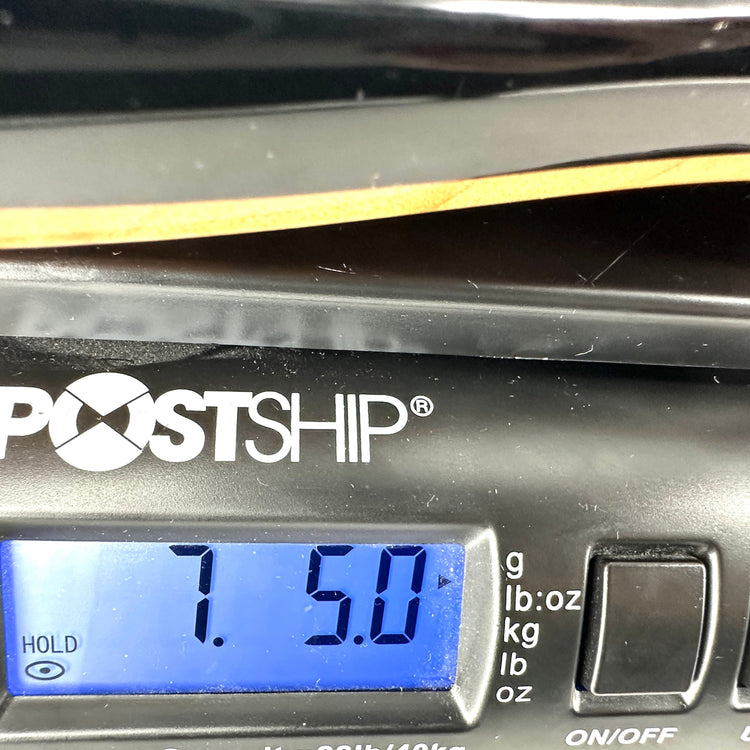 POSTSHIP®
7. 5.0
HOLD
g
lb:oz
kg
lb
oz
ON/OFF